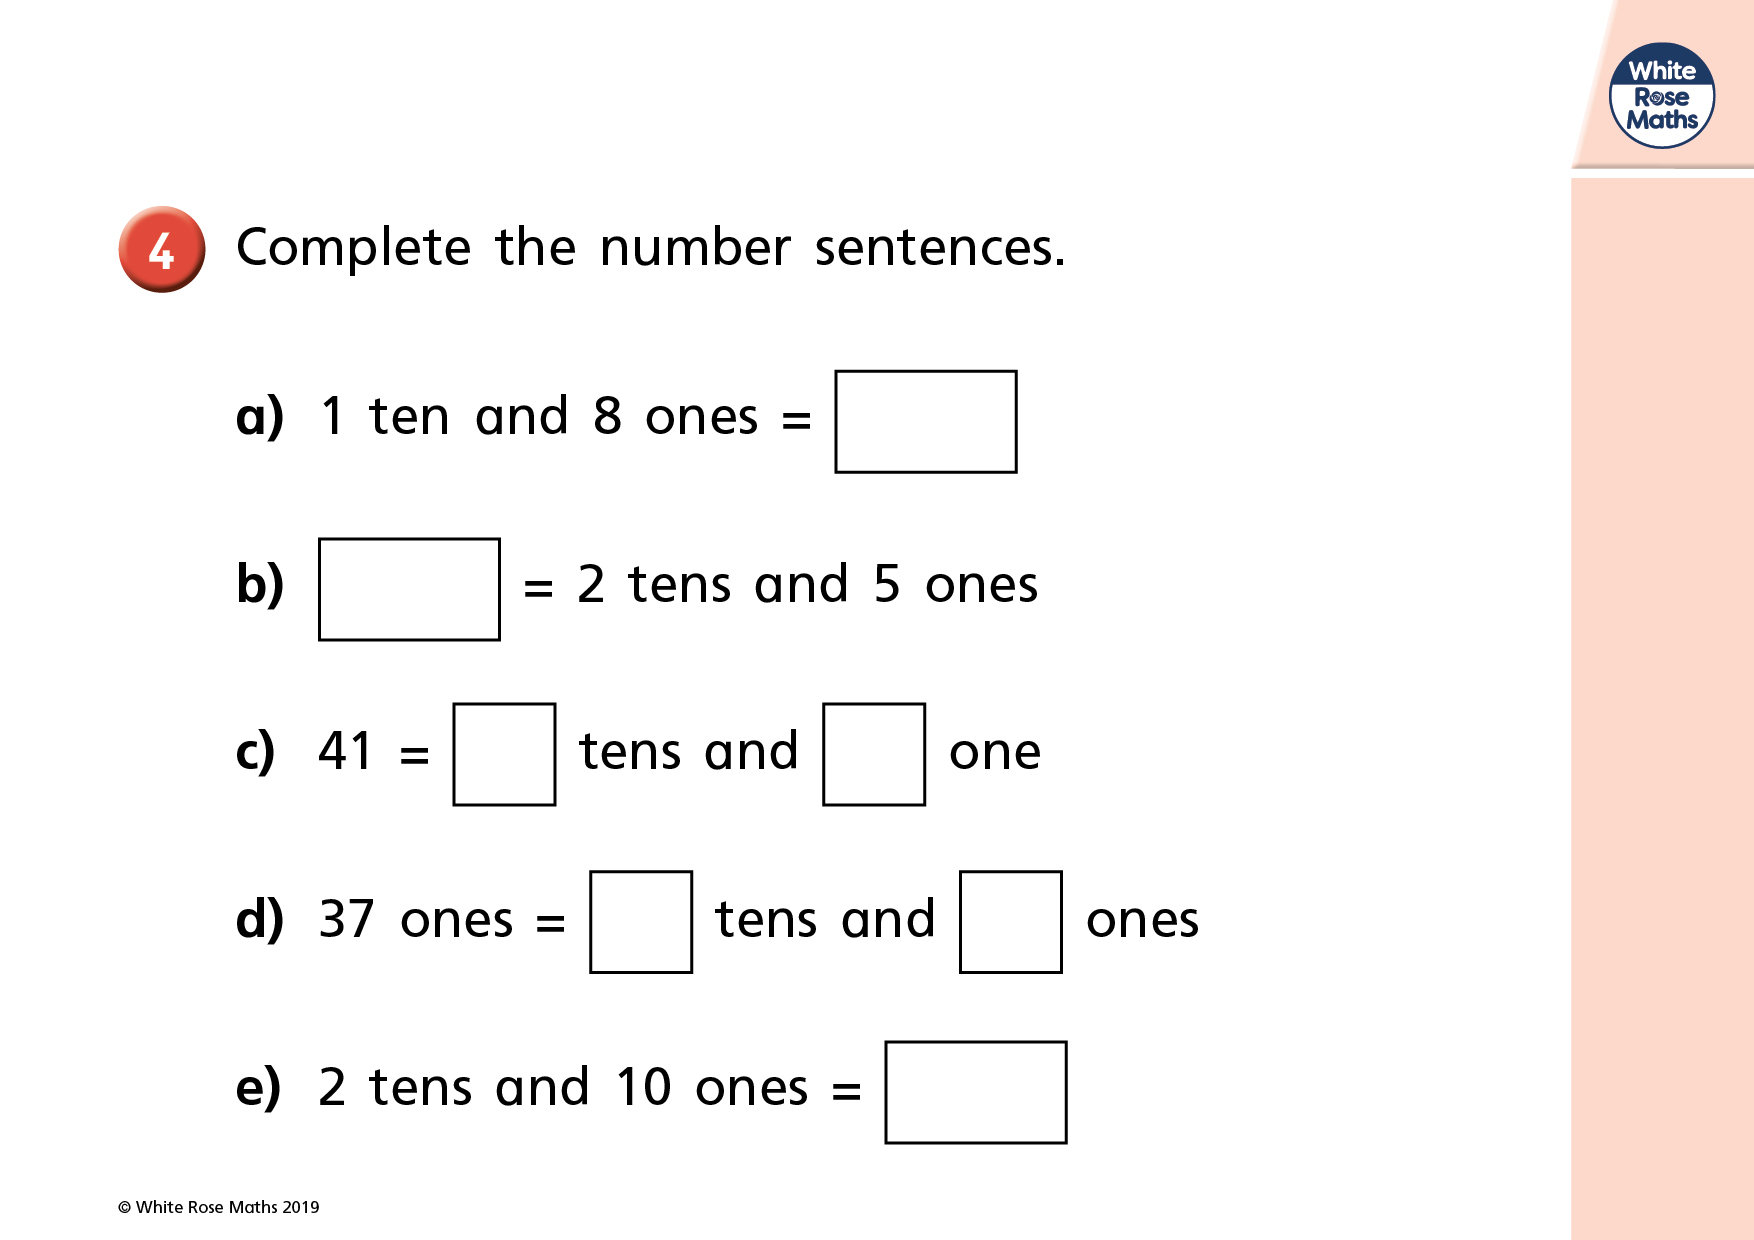 White
Rose
Maths
4 Complete the number sentences.
a) 1 ten and 8 ones =
b) = 2 tens and 5 ones
c) 41 = tens and one
d) 37 ones = tens and ones
e) 2 tens and 10 ones =
© White Rose Maths 2019